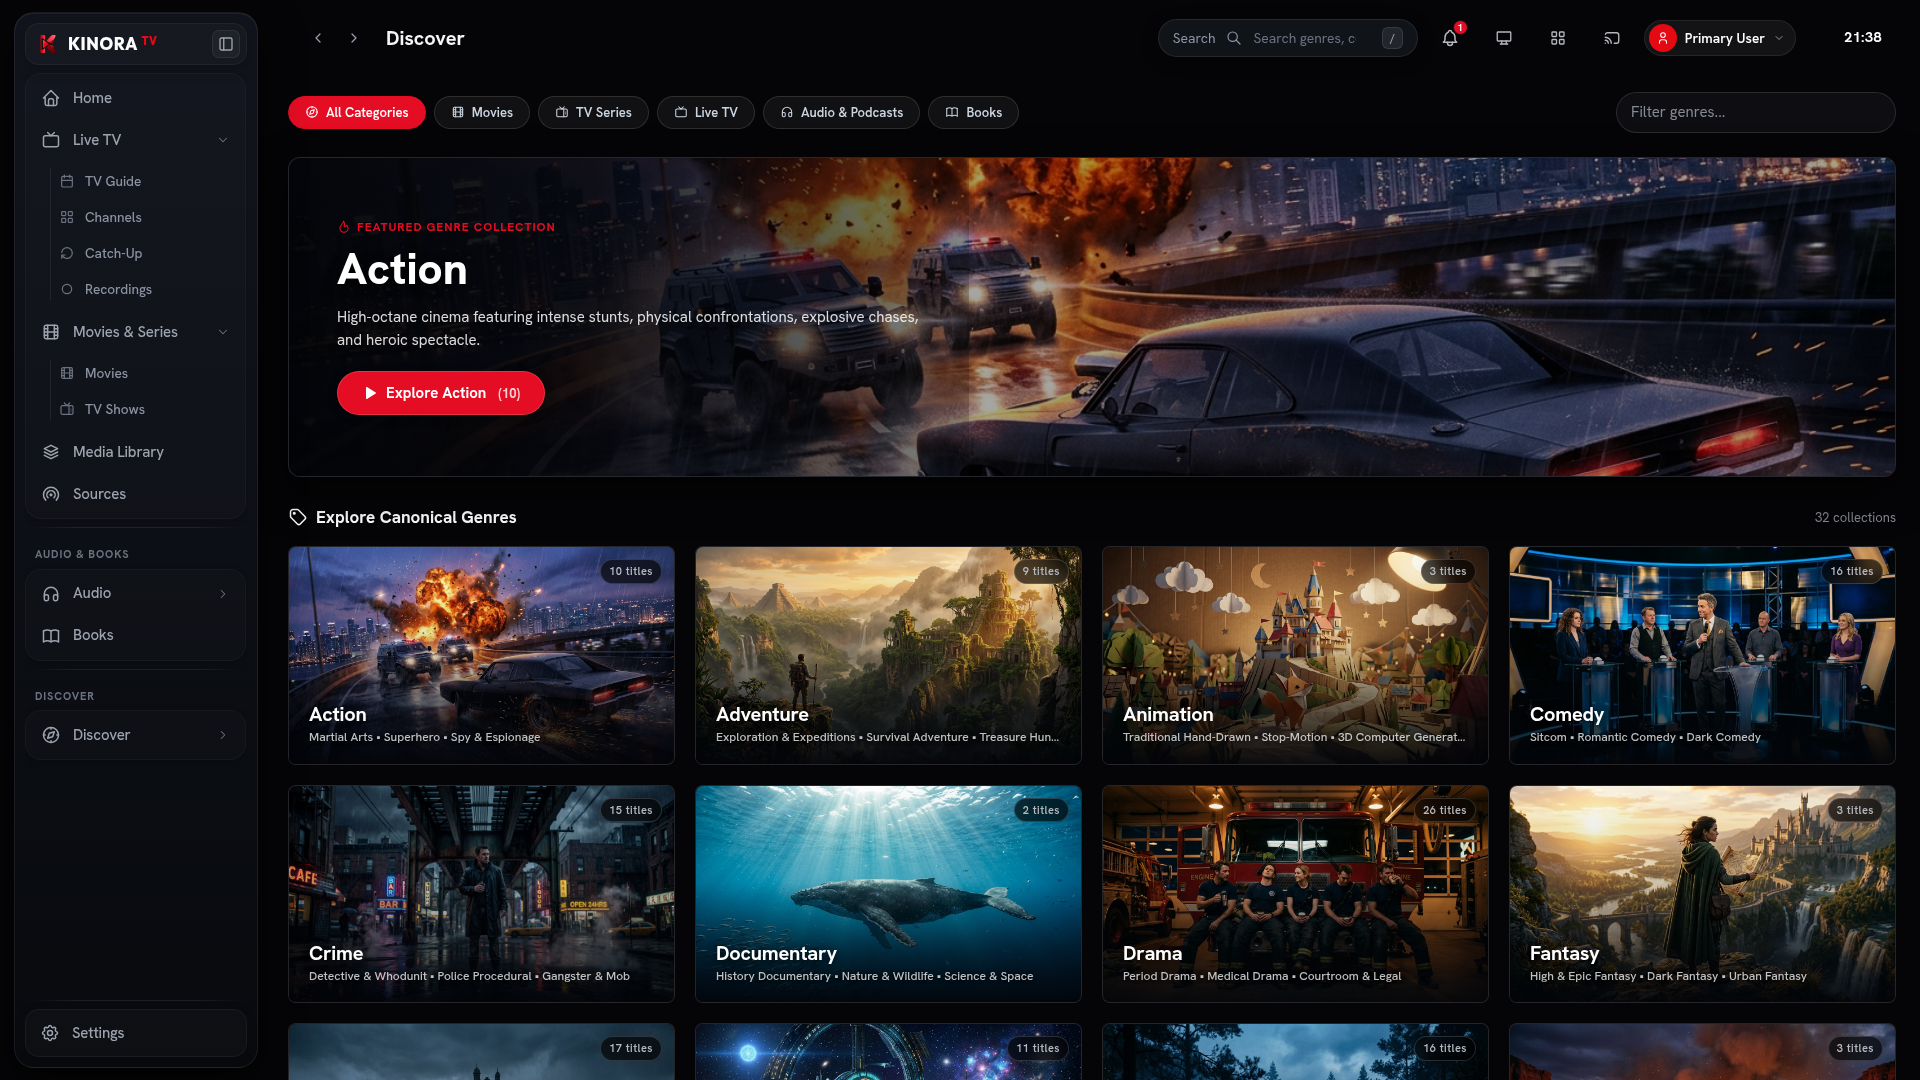 KINORA TV
Home
Live TV
TV Guide
Channels
Catch-Up
Recordings
Movies & Series
Movies
TV Shows
Media Library
Sources
AUDIO & BOOKS
Audio
Books
DISCOVER
Discover
Settings
Discover
Search
Search genres, c
/
1
Primary User
21:38
All Categories
Movies
TV Series
Live TV
Audio & Podcasts
Books
Filter genres...
FEATURED GENRE COLLECTION
Action
High-octane cinema featuring intense stunts, physical confrontations, explosive chases,
and heroic spectacle.
Explore Action (10)
Explore Canonical Genres
32 collections
10 titles
Action
Martial Arts • Superhero • Spy & Espionage
9 titles
Adventure
Exploration & Expeditions • Survival Adventure • Treasure Hun...
3 titles
Animation
Traditional Hand-Drawn • Stop-Motion • 3D Computer Generat...
16 titles
Comedy
Sitcom • Romantic Comedy • Dark Comedy
15 titles
CAFE
BAR
BAR
LIQUOR
OPEN 24HRS
Crime
Detective & Whodunit • Police Procedural • Gangster & Mob
2 titles
Documentary
History Documentary • Nature & Wildlife • Science & Space
26 titles
Drama
Period Drama • Medical Drama • Courtroom & Legal
3 titles
Fantasy
High & Epic Fantasy • Dark Fantasy • Urban Fantasy
17 titles
11 titles
16 titles
3 titles